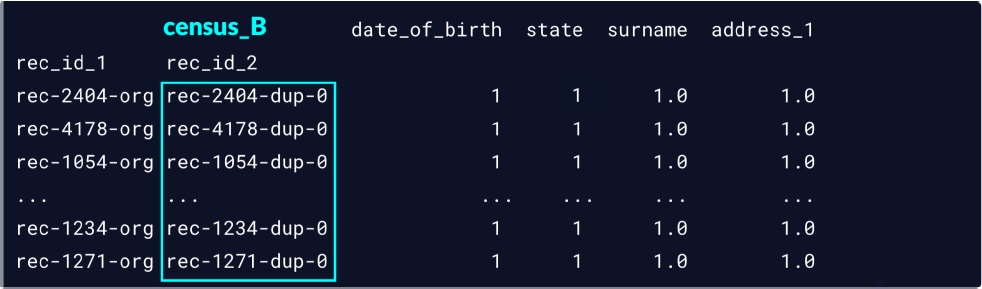 census_B date_of_birth state surname address_1
rec_id_1 rec_id_2
rec-2404-org rec-2404-dup-0 1 1 1.0 1.0
rec-4178-org rec-4178-dup-0 1 1 1.0 1.0
rec-1054-org rec-1054-dup-0 1 1 1.0 1.0
... ... ... ... ... ...
rec-1234-org rec-1234-dup-0 1 1 1.0 1.0
rec-1271-org rec-1271-dup-0 1 1 1.0 1.0